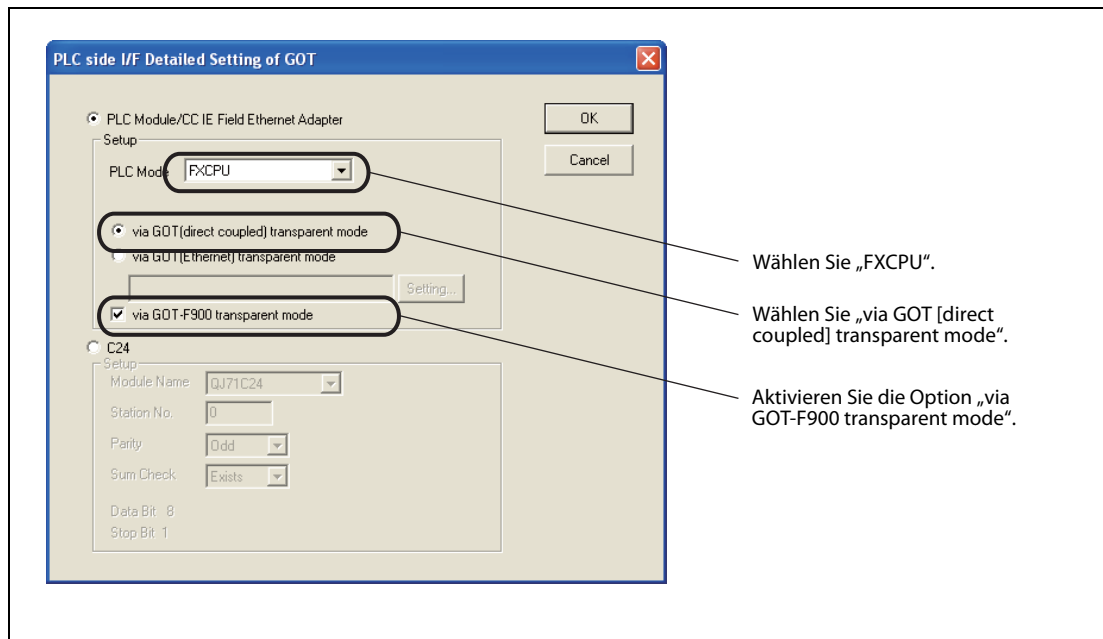 PLC side I/F Detailed Setting of GOT
PLC Module/CC IE Field Ethernet Adapter
OK
Setup
Cancel
PLC Mode
FXCPU
via GOT(direct coupled) transparent mode
via GOT(Ethernet) transparent mode
Setting...
via GOT-F900 transparent mode
C24
Setup
Module Name
QJ71C24
Station No.
0
Parity
Odd
Sum Check
Exists
Data Bit 8
Stop Bit 1
Wählen Sie „FXCPU“.
Wählen Sie „via GOT [direct
coupled] transparent mode“.
Aktivieren Sie die Option „via
GOT-F900 transparent mode“.